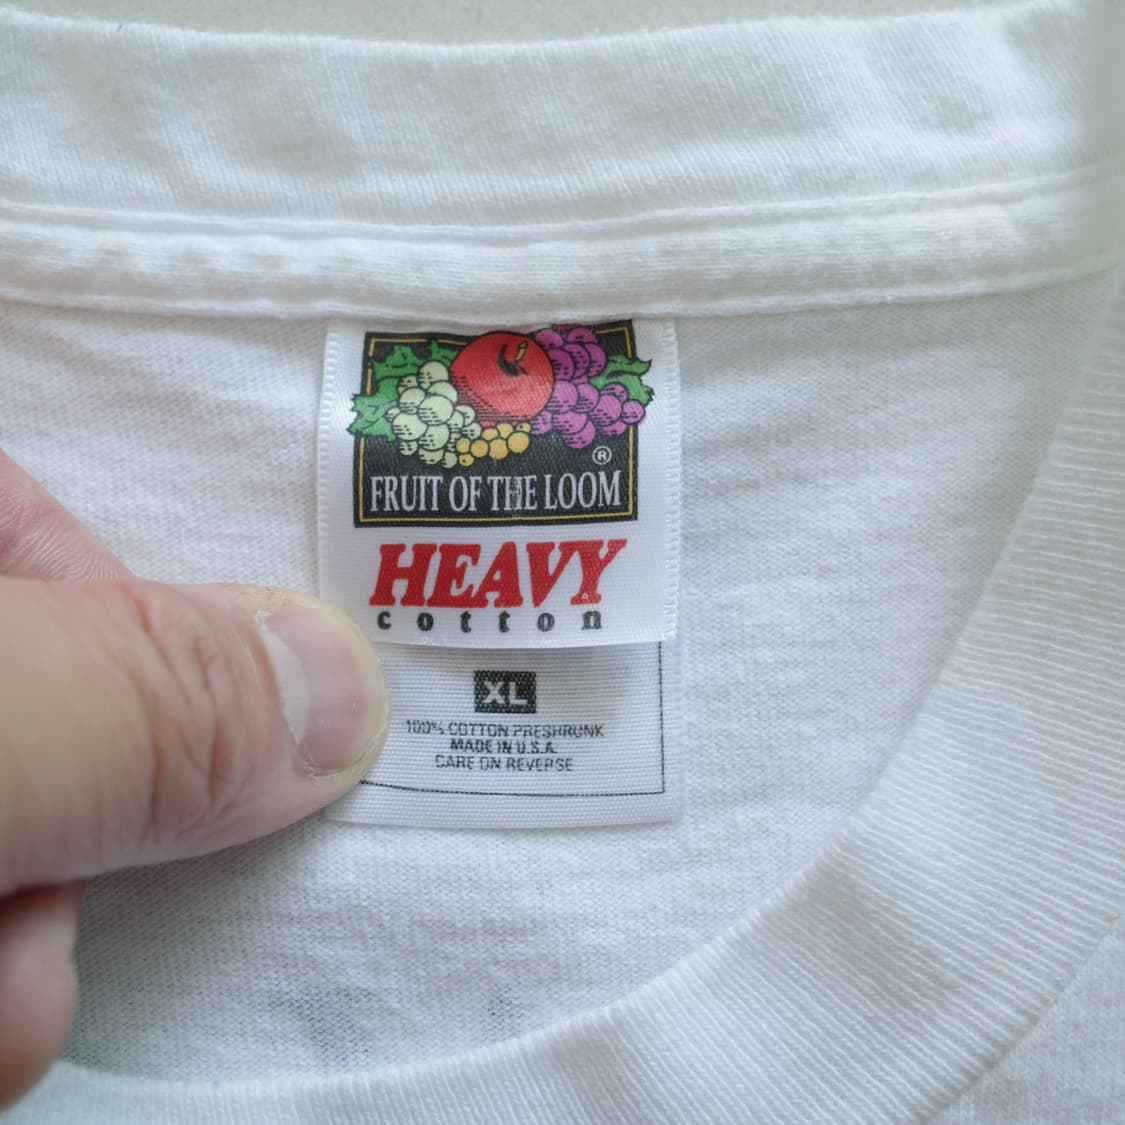 ®
FRUIT OF THE LOOM
HEAVY
cotton
XL
100% COTTON PRESHRUNK
MADE IN U.S.A.
CARE ON REVERSE